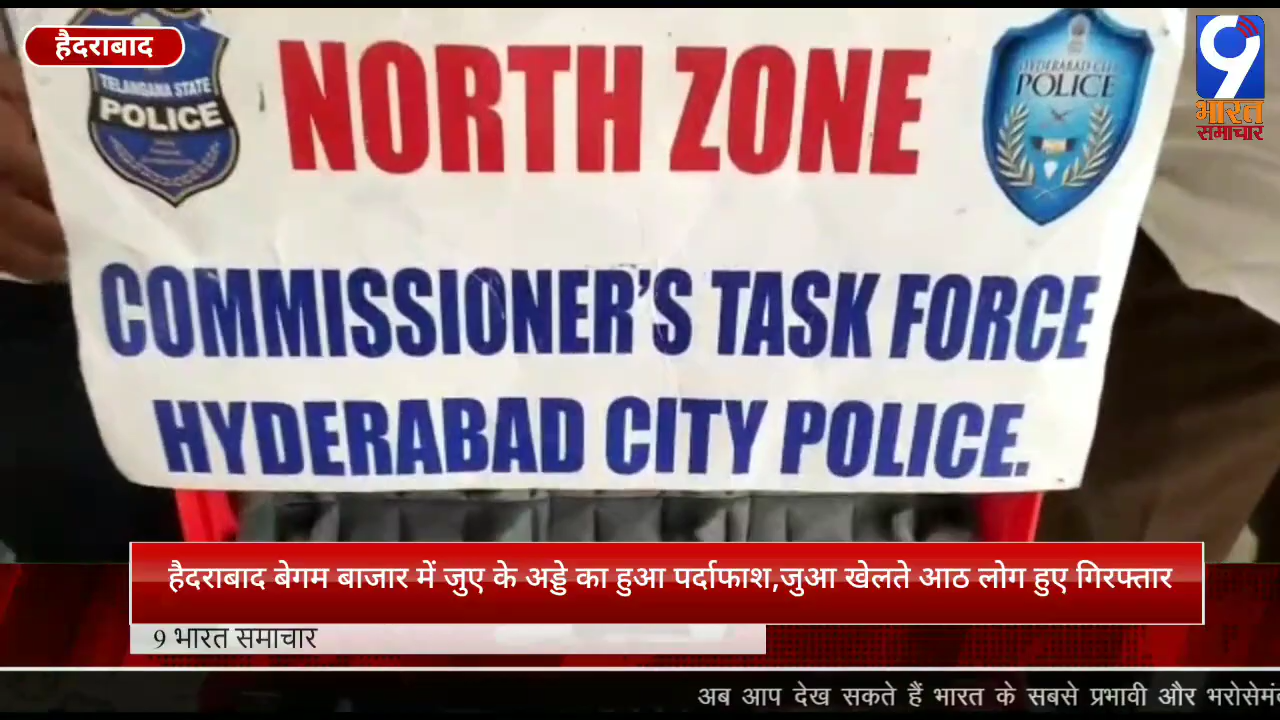 हैदराबाद
TELANGANA STATE
POLICE
NORTH ZONE
HYDERABAD CITY
POLICE
9
भारत
समाचार
COMMISSIONER'S TASK FORCE
HYDERABAD CITY POLICE.
हैदराबाद बेगम बाजार में जुए के अड्डे का हुआ पर्दाफाश,जुआ खेलते आठ लोग हुए गिरफ्तार
9 भारत समाचार
अब आप देख सकते हैं भारत के सबसे प्रभावी और